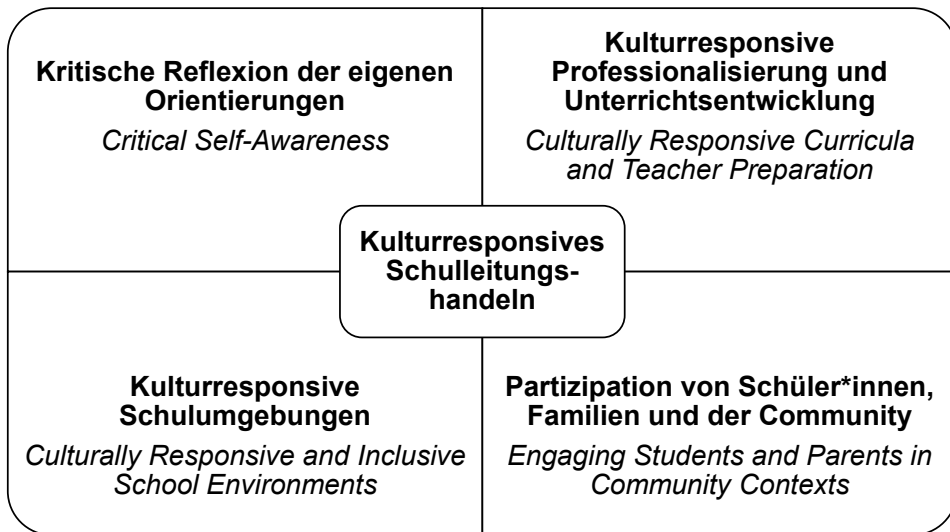 Kritische Reflexion der eigenen
Orientierungen
Critical Self-Awareness
Kulturresponsive
Professionalisierung und
Unterrichtsentwicklung
Culturally Responsive Curricula
and Teacher Preparation
Kulturresponsives
Schulleitungs-
handeln
Kulturresponsive
Schulumgebungen
Culturally Responsive and Inclusive
School Environments
Partizipation von Schüler*innen,
Familien und der Community
Engaging Students and Parents in
Community Contexts